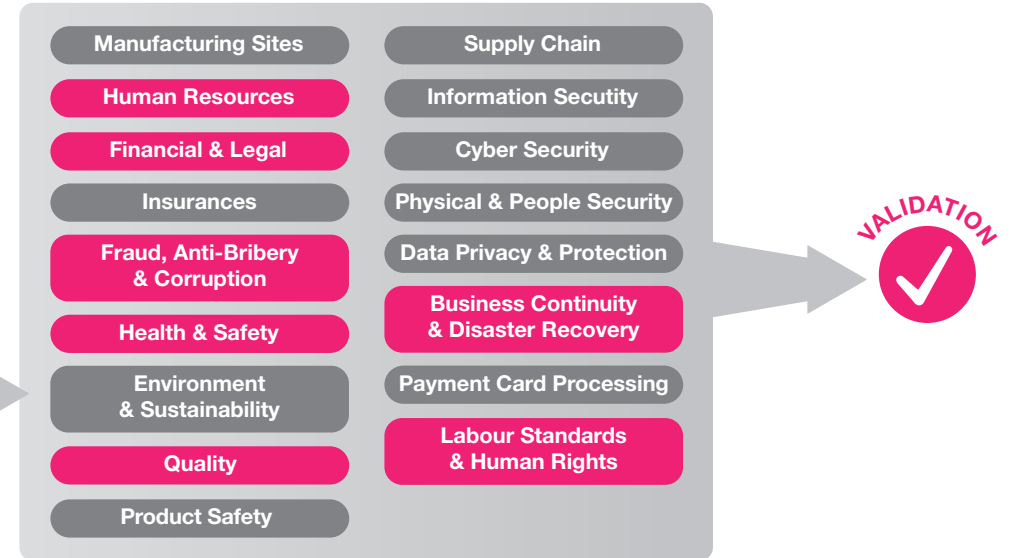 Manufacturing Sites
Human Resources
Financial & Legal
Insurances
Fraud, Anti-Bribery
& Corruption
Health & Safety
Environment
& Sustainability
Quality
Product Safety
Supply Chain
Information Secutity
Cyber Security
Physical & People Security
Data Privacy & Protection
Business Continuity
& Disaster Recovery
Payment Card Processing
Labour Standards
& Human Rights
VALIDATION